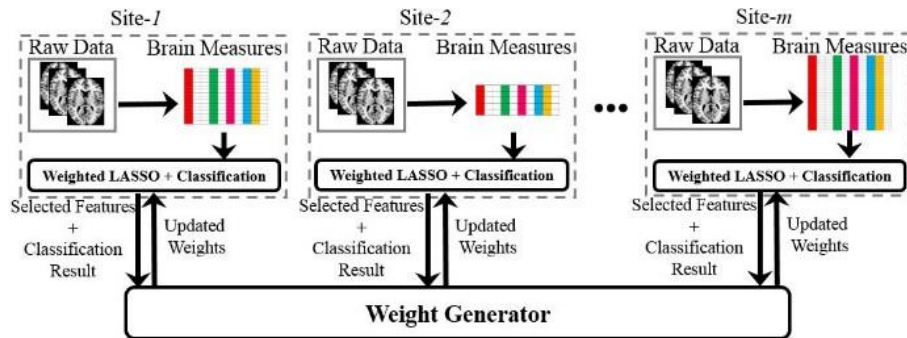 Site-1
Raw Data Brain Measures
Weighted LASSO + Classification
Selected Features
+
Classification
Result
Updated
Weights
Site-2
Raw Data Brain Measures
Weighted LASSO + Classification
Selected Features
+
Classification
Result
Updated
Weights
Site-m
Raw Data Brain Measures
Weighted LASSO + Classification
Selected Features
+
Classification
Result
Updated
Weights
Weight Generator